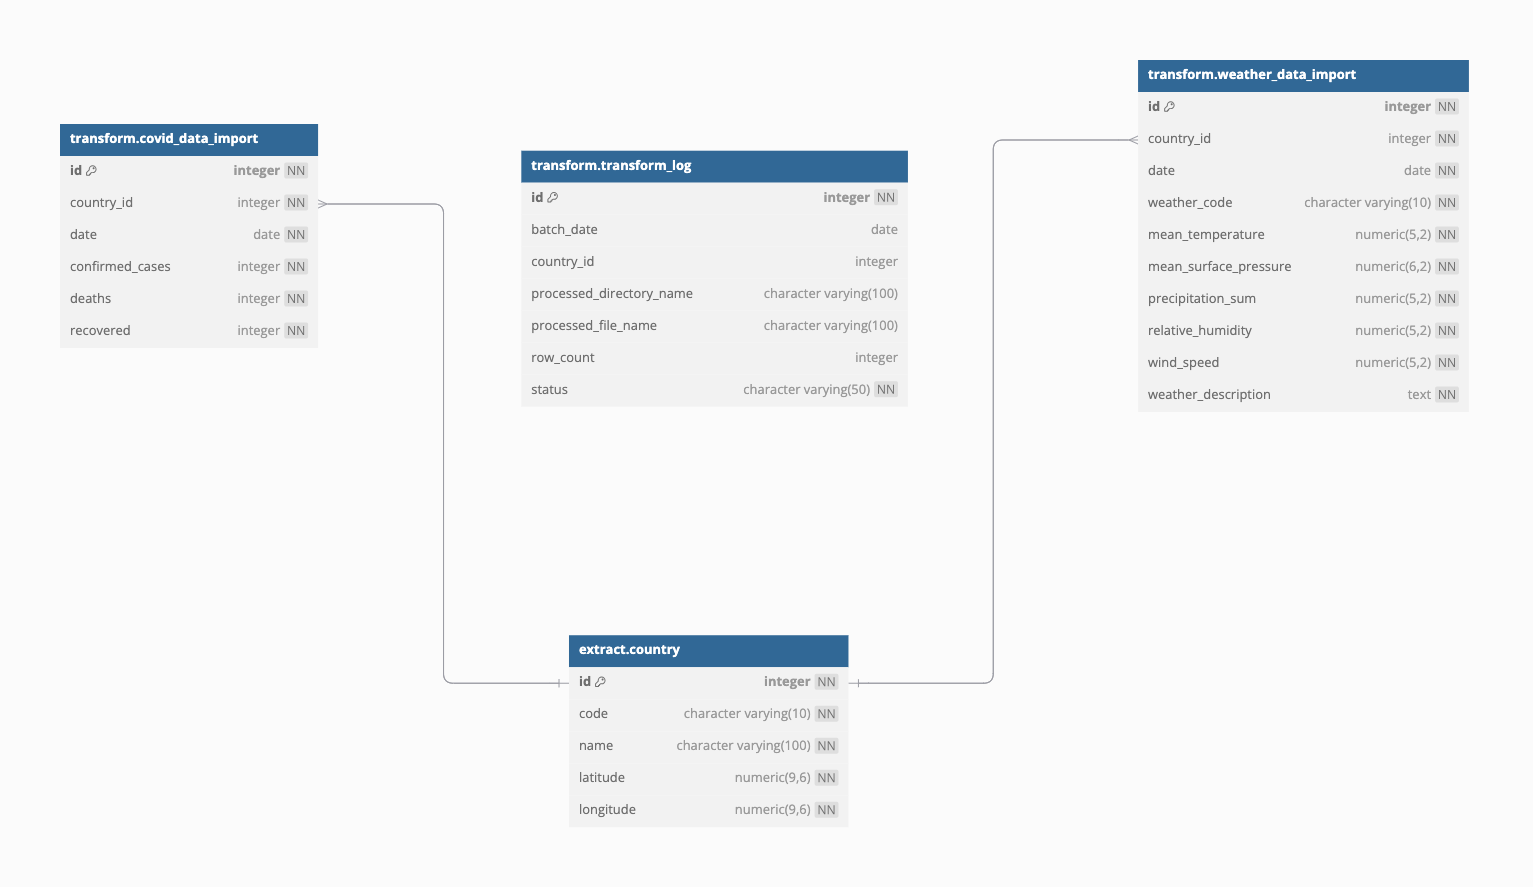 transform.covid_data_import
id integer NN
country_id integer NN
date date NN
confirmed_cases integer NN
deaths integer NN
recovered integer NN
transform.transform_log
id integer NN
batch_date date
country_id integer
processed_directory_name character varying(100)
processed_file_name character varying(100)
row_count integer
status character varying(50) NN
transform.weather_data_import
id integer NN
country_id integer NN
date date NN
weather_code character varying(10) NN
mean_temperature numeric(5,2) NN
mean_surface_pressure numeric(6,2) NN
precipitation_sum numeric(5,2) NN
relative_humidity numeric(5,2) NN
wind_speed numeric(5,2) NN
weather_description text NN
extract.country
id integer NN
code character varying(10) NN
name character varying(100) NN
latitude numeric(9,6) NN
longitude numeric(9,6) NN